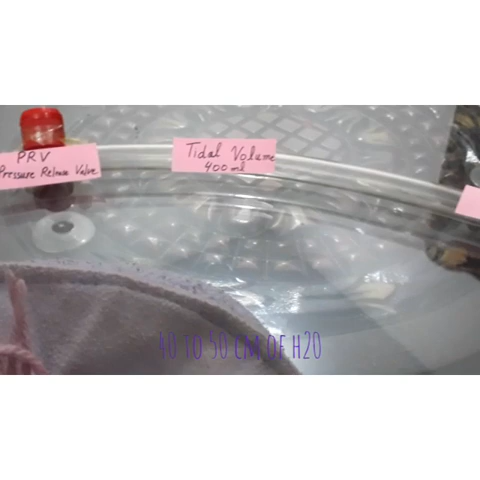 PRV
Pressure Release Valve
Tidal Volume
400 ml
40 to 50 cm of h20